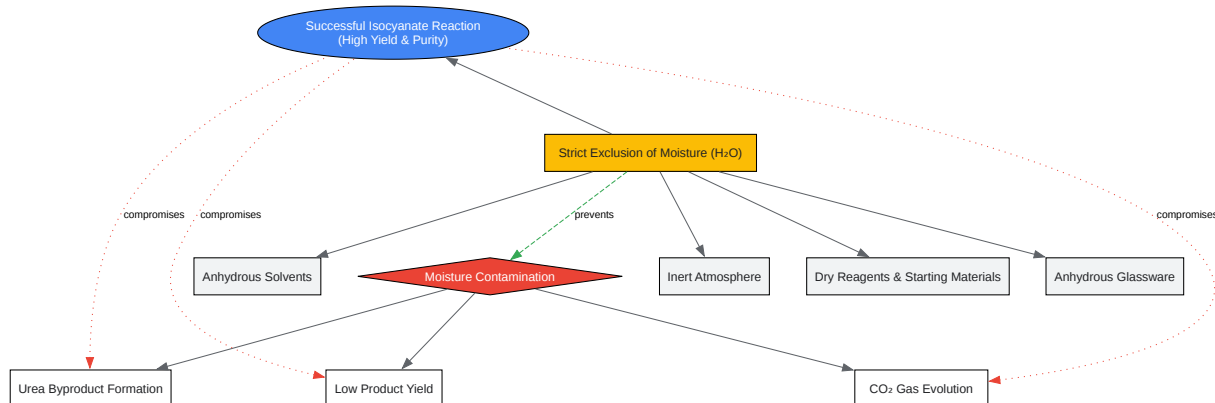 Successful Isocyanate Reaction
(High Yield & Purity)
Strict Exclusion of Moisture (H₂O)
compromises
compromises
prevents
compromises
Anhydrous Solvents
Moisture Contamination
Inert Atmosphere
Dry Reagents & Starting Materials
Anhydrous Glassware
Urea Byproduct Formation
Low Product Yield
CO₂ Gas Evolution